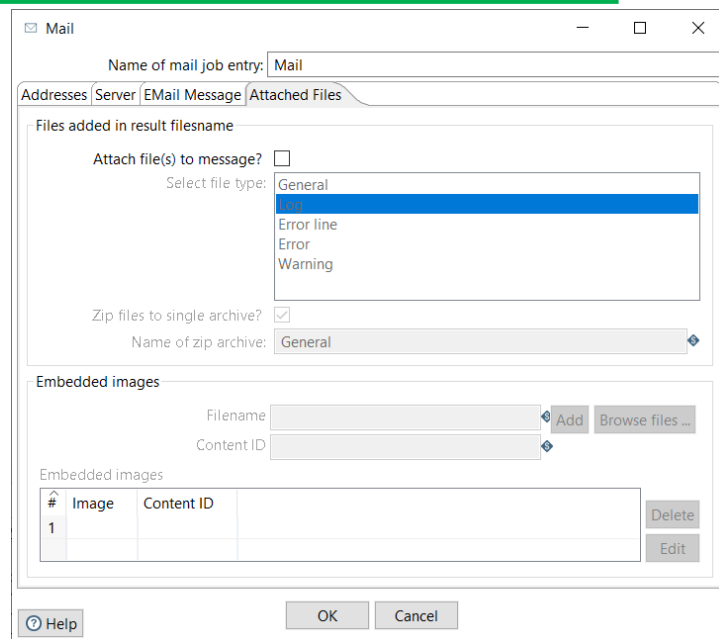 Mail
Name of mail job entry: Mail
Addresses Server EMail Message Attached Files
Files added in result filename
Attach file(s) to message?
Select file type: General
Log
Error line
Error
Warning
Zip files to single archive?
Name of zip archive: General
Embedded images
Filename Add Browse files ...
Content ID
Embedded images
# Image Content ID
1
Delete
Edit
Help OK Cancel